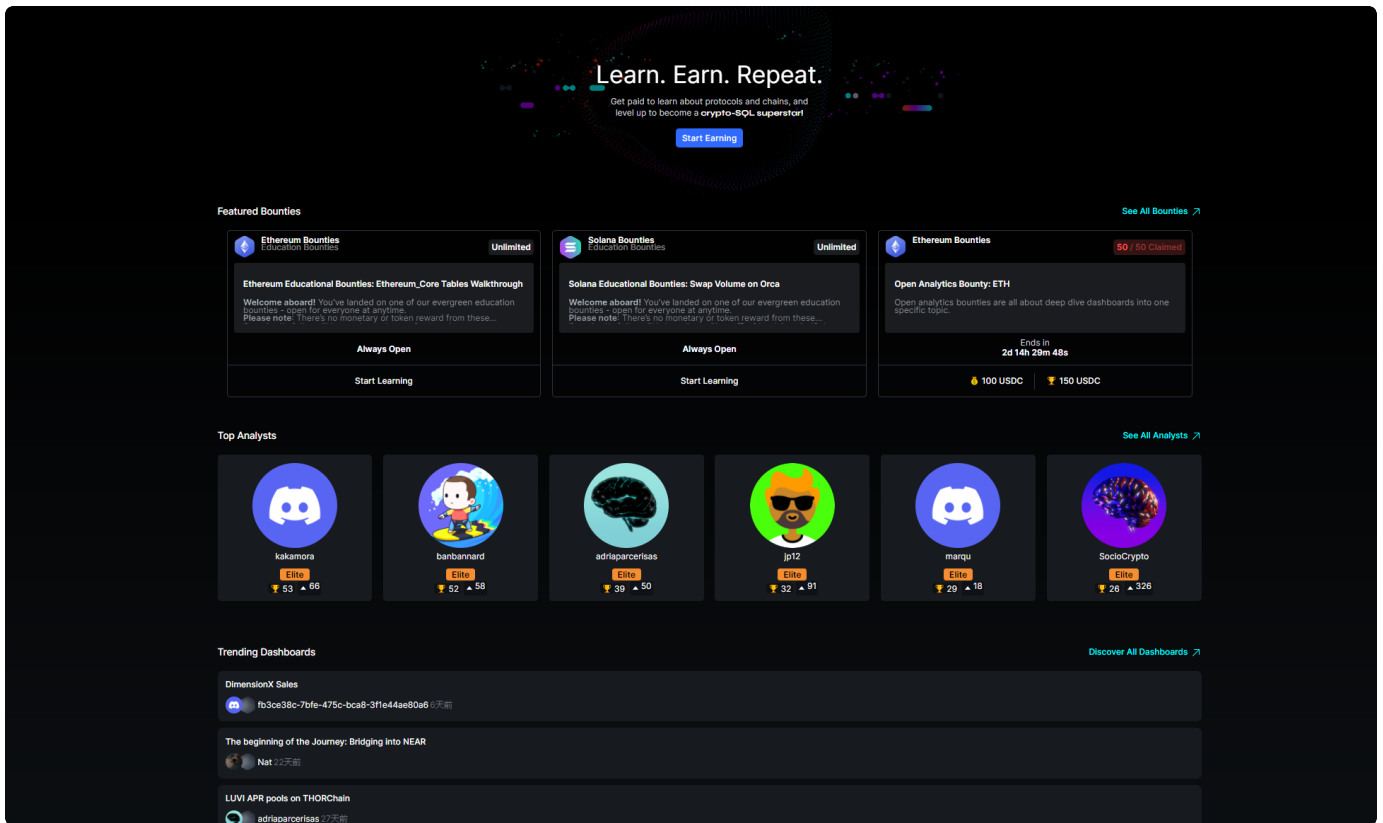 Learn. Earn. Repeat.
Get paid to learn about protocols and chains, and
level up to become a crypto-SQL superstar!
Start Earning
Featured Bounties
See All Bounties
Ethereum Bounties
Education Bounties
Unlimited
Ethereum Educational Bounties: Ethereum_Core Tables Walkthrough
Welcome aboard! You've landed on one of our evergreen education
bounties - open for everyone at anytime.
Please note: There's no monetary or token reward from these...
Always Open
Start Learning
Solana Bounties
Education Bounties
Unlimited
Solana Educational Bounties: Swap Volume on Orca
Welcome aboard! You've landed on one of our evergreen education
bounties - open for everyone at anytime.
Please note: There's no monetary or token reward from these...
Always Open
Start Learning
Ethereum Bounties
50 / 50 Claimed
Open Analytics Bounty: ETH
Open analytics bounties are all about deep dive dashboards into one
specific topic.
Ends in
2d 14h 29m 48s
100 USDC
150 USDC
Top Analysts
See All Analysts
kakamora
Elite
53 66
banbannard
Elite
52 58
adriaparcerisas
Elite
39 50
jp12
Elite
32 91
marqu
Elite
29 18
SocioCrypto
Elite
26 326
Trending Dashboards
Discover All Dashboards
DimensionX Sales
fb3ce38c-7bfe-475c-bca8-3f1e44ae80a6 6天前
The beginning of the Journey: Bridging into NEAR
Nat 22天前
LUVI APR pools on THORChain
adriaparcerisas 27天前